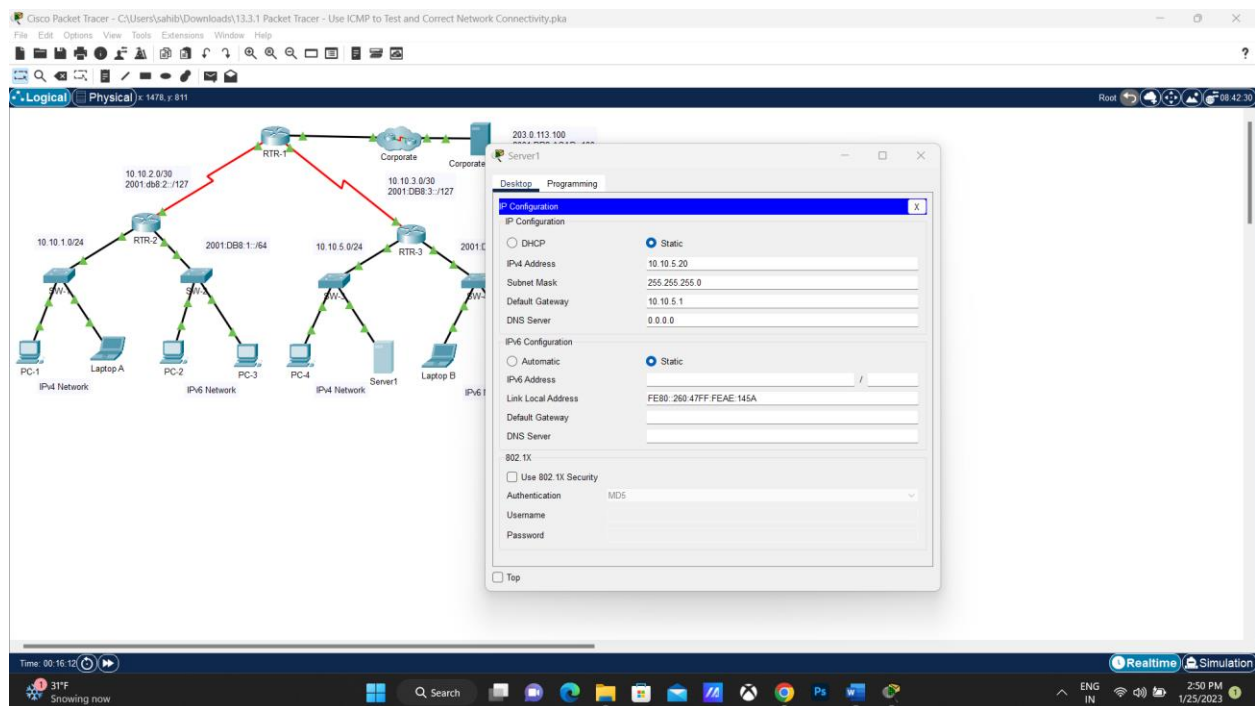 Cisco Packet Tracer - C:\Users\sahib\Downloads\13.3.1 Packet Tracer - Use ICMP to Test and Correct Network Connectivity.pka
File Edit Options View Tools Extensions Window Help
?
Logical Physical x: 1478, y: 811 Root 08:42:30
203.0.113.100
RTR-1
Corporate
Corporate
10.10.2.0/30
2001:db8:2::/127
10.10.3.0/30
2001:DB8:3::/127
10.10.1.0/24
RTR-2
2001:DB8:1::/64
10.10.5.0/24
RTR-3
SW-2
PC-1
Laptop A
PC-2
PC-3
PC-4
Server1
Laptop B
IPv4 Network
IPv6 Network
IPv4 Network
Server1
Desktop Programming
IP Configuration X
IP Configuration
DHCP Static
IPv4 Address 10.10.5.20
Subnet Mask 255.255.255.0
Default Gateway 10.10.5.1
DNS Server 0.0.0.0
IPv6 Configuration
Automatic Static
IPv6 Address /
Link Local Address FE80::260:47FF:FEAE:145A
Default Gateway
DNS Server
802.1X
Use 802.1X Security
Authentication MD5
Username
Password
Top
Time: 00:16:12 Realtime Simulation
1 31°F
Snowing now
Search
Ps
ENG
IN
2:50 PM
1/25/2023
1